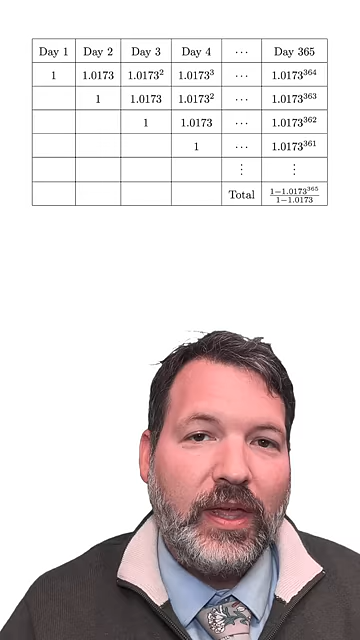 Day 1 Day 2 Day 3 Day 4 ⋯ Day 365
1 1.0173 1.0173² 1.0173³ ⋯ 1.0173³⁶⁴
1 1.0173 1.0173² ⋯ 1.0173³⁶³
1 1.0173 ⋯ 1.0173³⁶²
1 ⋯ 1.0173³⁶¹
⋮ ⋮
Total (1−1.0173³⁶⁵)/(1−1.0173)